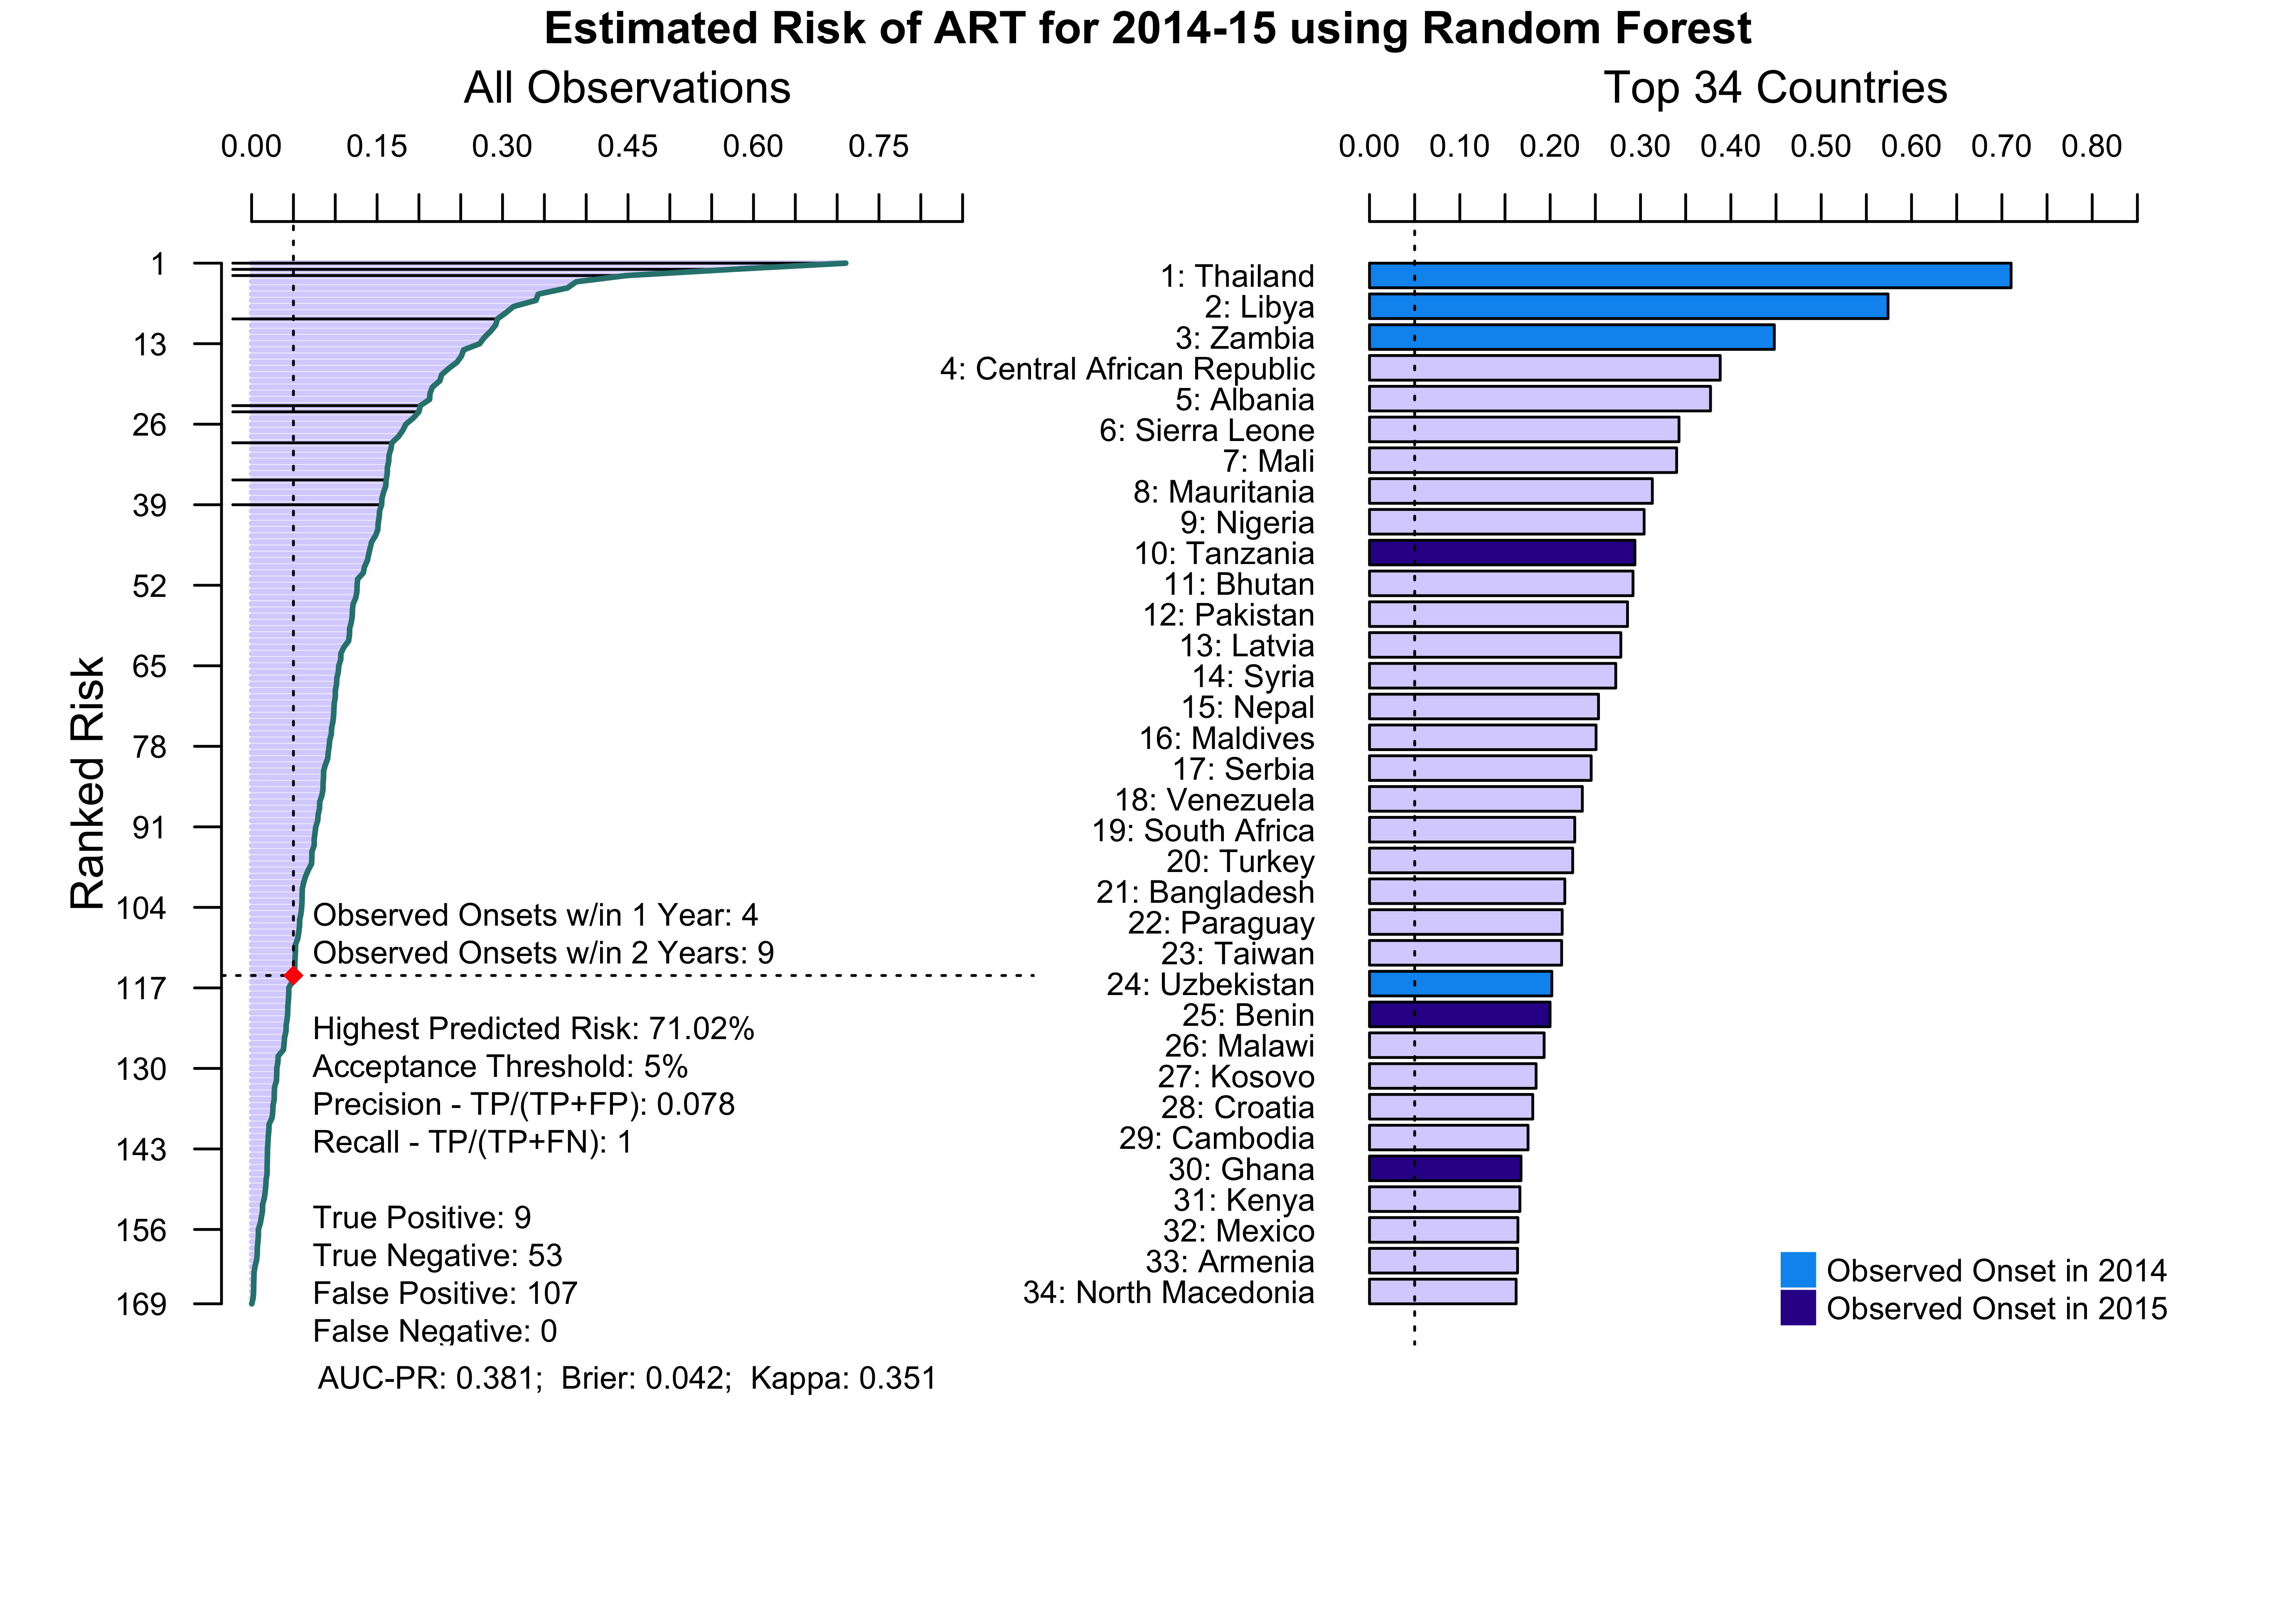 Estimated Risk of ART for 2014-15 using Random Forest
All Observations
0.00 0.15 0.30 0.45 0.60 0.75
Ranked Risk
1
13
26
39
52
65
78
91
104
117
130
143
156
169
Observed Onsets w/in 1 Year: 4
Observed Onsets w/in 2 Years: 9
Highest Predicted Risk: 71.02%
Acceptance Threshold: 5%
Precision - TP/(TP+FP): 0.078
Recall - TP/(TP+FN): 1
True Positive: 9
True Negative: 53
False Positive: 107
False Negative: 0
AUC-PR: 0.381; Brier: 0.042; Kappa: 0.351
Top 34 Countries
0.00 0.10 0.20 0.30 0.40 0.50 0.60 0.70 0.80
1: Thailand
2: Libya
3: Zambia
4: Central African Republic
5: Albania
6: Sierra Leone
7: Mali
8: Mauritania
9: Nigeria
10: Tanzania
11: Bhutan
12: Pakistan
13: Latvia
14: Syria
15: Nepal
16: Maldives
17: Serbia
18: Venezuela
19: South Africa
20: Turkey
21: Bangladesh
22: Paraguay
23: Taiwan
24: Uzbekistan
25: Benin
26: Malawi
27: Kosovo
28: Croatia
29: Cambodia
30: Ghana
31: Kenya
32: Mexico
33: Armenia
34: North Macedonia
Observed Onset in 2014
Observed Onset in 2015